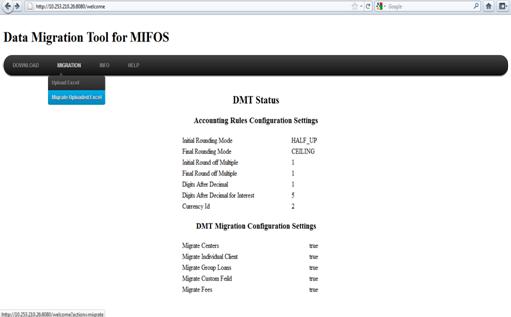 http://10.253.210.26:8080/welcome
Google
Data Migration Tool for MIFOS
DOWNLOAD MIGRATION INFO HELP
Upload Excel
Migrate Uploaded Excel
DMT Status
Accounting Rules Configuration Settings
Initial Rounding Mode HALF_UP
Final Rounding Mode CEILING
Initial Round off Multiple 1
Final Round off Multiple 1
Digits After Decimal 1
Digits After Decimal for Interest 5
Currency Id 2
DMT Migration Configuration Settings
Migrate Centers true
Migrate Individual Client true
Migrate Group Loans true
Migrate Custom Feild true
Migrate Fees true
http://10.253.210.26:8080/welcome?action=migrate